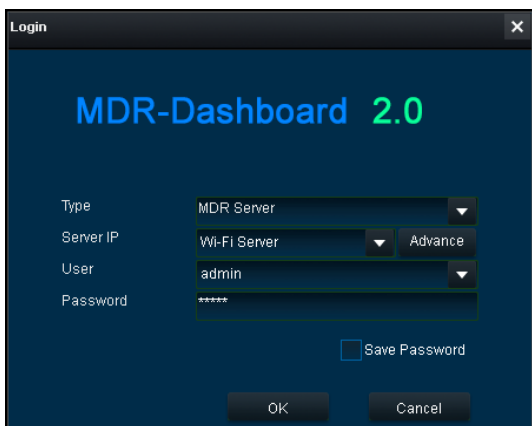 Login
MDR-Dashboard 2.0
Type MDR Server
Server IP Wi-Fi Server Advance
User admin
Password *****
Save Password
OK Cancel